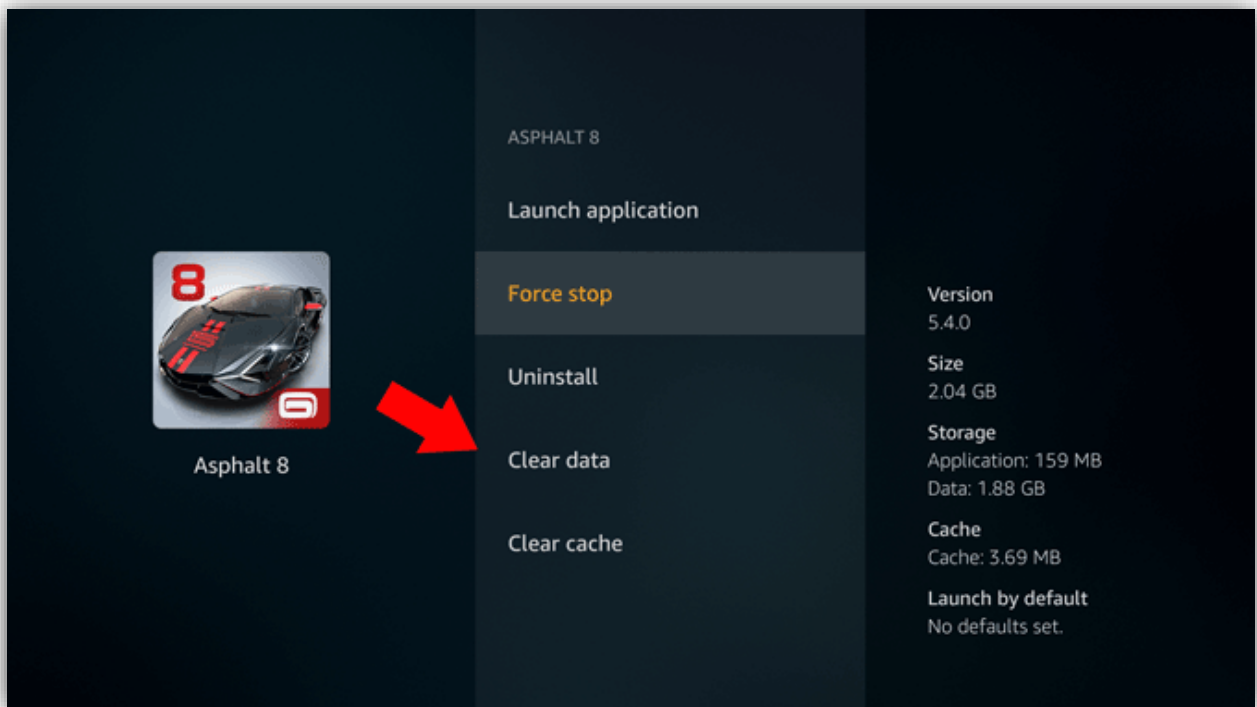 ASPHALT 8
Launch application
Force stop
Uninstall
Clear data
Clear cache
8
Asphalt 8
Version
5.4.0
Size
2.04 GB
Storage
Application: 159 MB
Data: 1.88 GB
Cache
Cache: 3.69 MB
Launch by default
No defaults set.